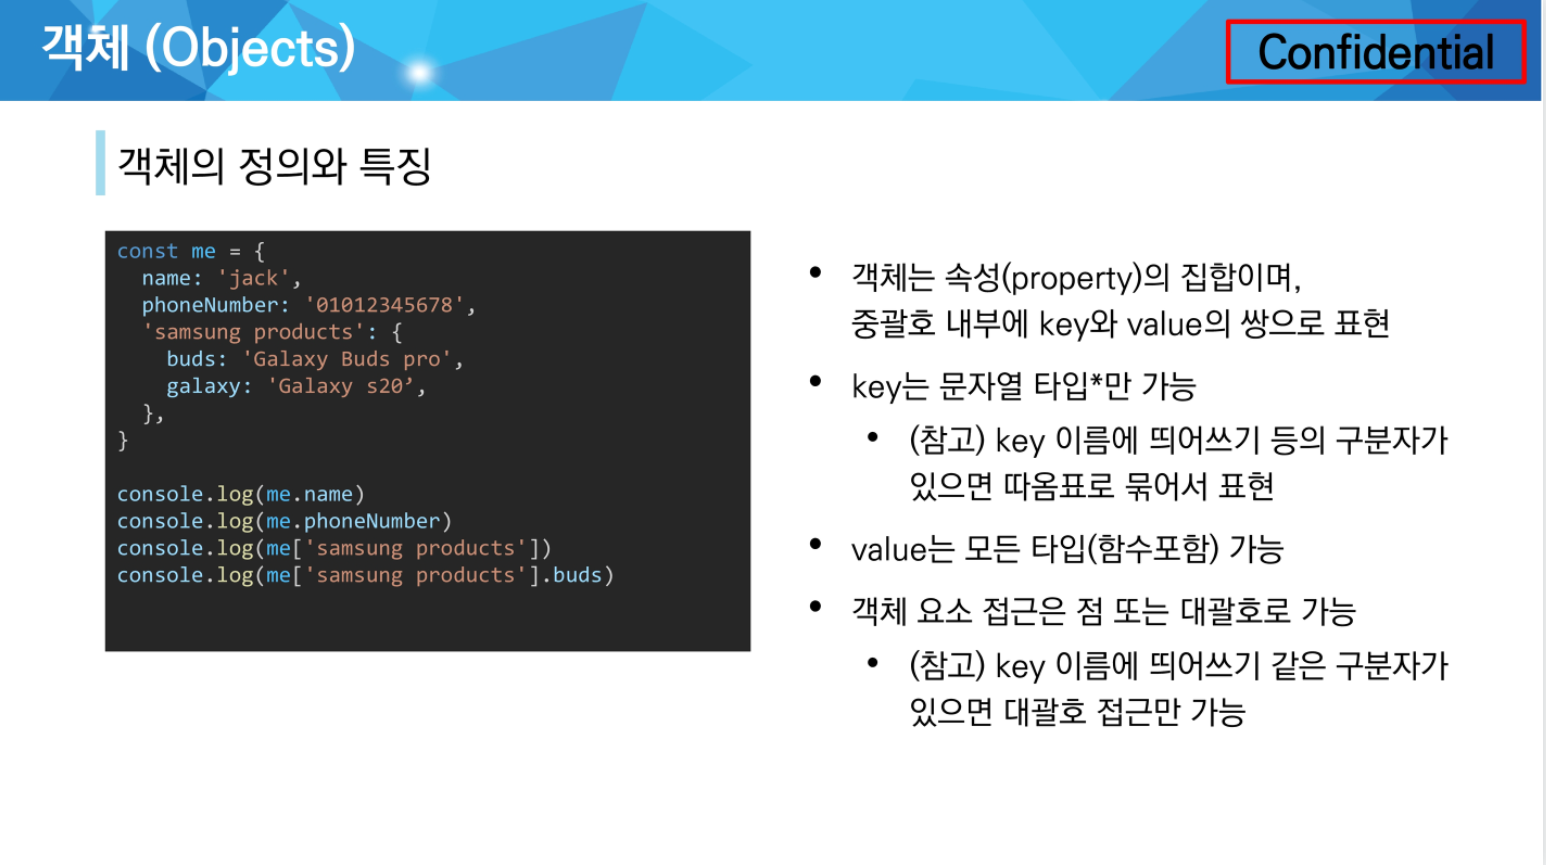 객체 (Objects)
Confidential
객체의 정의와 특징
const me = {
  name: 'jack',
  phoneNumber: '01012345678',
  'samsung products': {
    buds: 'Galaxy Buds pro',
    galaxy: 'Galaxy s20’,
  },
}

console.log(me.name)
console.log(me.phoneNumber)
console.log(me['samsung products'])
console.log(me['samsung products'].buds)
• 객체는 속성(property)의 집합이며,
중괄호 내부에 key와 value의 쌍으로 표현
• key는 문자열 타입*만 가능
• (참고) key 이름에 띄어쓰기 등의 구분자가
있으면 따옴표로 묶어서 표현
• value는 모든 타입(함수포함) 가능
• 객체 요소 접근은 점 또는 대괄호로 가능
• (참고) key 이름에 띄어쓰기 같은 구분자가
있으면 대괄호 접근만 가능